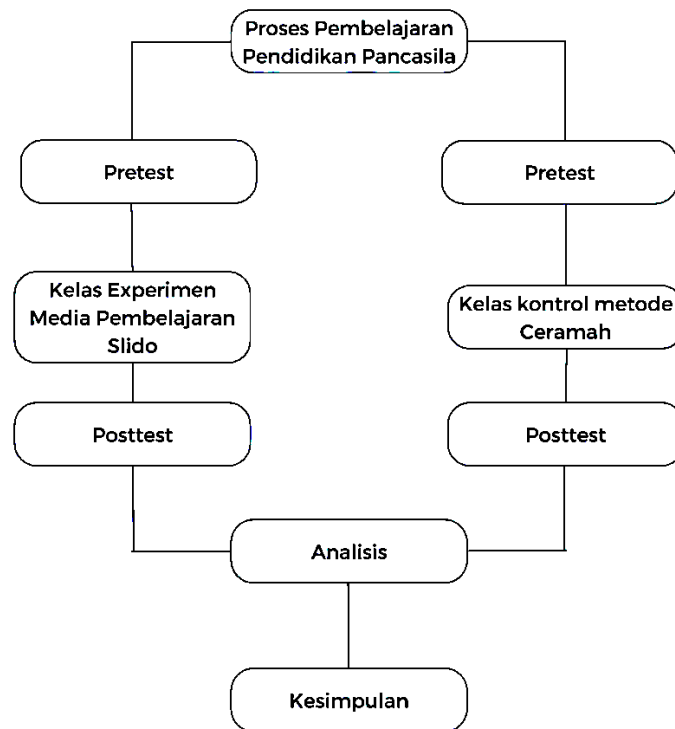 Proses Pembelajaran
Pendidikan Pancasila
Pretest
Pretest
Kelas Experimen
Media Pembelajaran
Slido
Kelas kontrol metode
Ceramah
Posttest
Posttest
Analisis
Kesimpulan